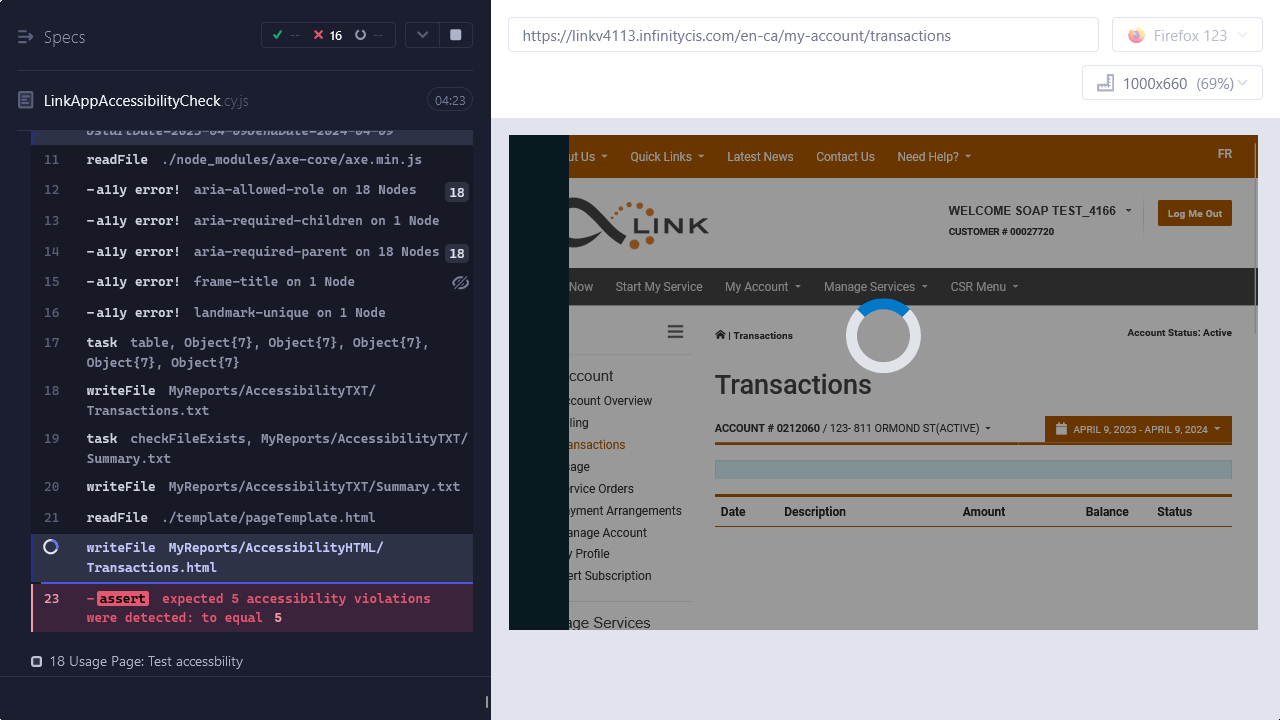 Specs
--
16
--
LinkAppAccessibilityCheck.cy.js
04:23
DstartDate=2023-04-09DendDate=2024-04-09
11 readFile ./node_modules/axe-core/axe.min.js
12 -a11y error! aria-allowed-role on 18 Nodes 18
13 -a11y error! aria-required-children on 1 Node
14 -a11y error! aria-required-parent on 18 Nodes 18
15 -a11y error! frame-title on 1 Node
16 -a11y error! landmark-unique on 1 Node
17 task table, Object{7}, Object{7}, Object{7},
Object{7}, Object{7}
18 writeFile MyReports/AccessibilityTXT/
Transactions.txt
19 task checkFileExists, MyReports/AccessibilityTXT/
Summary.txt
20 writeFile MyReports/AccessibilityTXT/Summary.txt
21 readFile ./template/pageTemplate.html
writeFile MyReports/AccessibilityHTML/
Transactions.html
23 -assert expected 5 accessibility violations
were detected: to equal 5
18 Usage Page: Test accessbility
https://linkv4113.infinitycis.com/en-ca/my-account/transactions
Firefox 123
1000x660 (69%)
ut Us
Quick Links
Latest News
Contact Us
Need Help?
FR
LINK
WELCOME SOAP TEST_4166
CUSTOMER # 00027720
Log Me Out
Now
Start My Service
My Account
Manage Services
CSR Menu
| Transactions
Account Status: Active
ccount
ccount Overview
ling
ansactions
sage
ervice Orders
ayment Arrangements
anage Account
y Profile
ert Subscription
age Services
Transactions
ACCOUNT # 0212060 / 123- 811 ORMOND ST(ACTIVE)
APRIL 9, 2023 - APRIL 9, 2024
Date
Description
Amount
Balance
Status